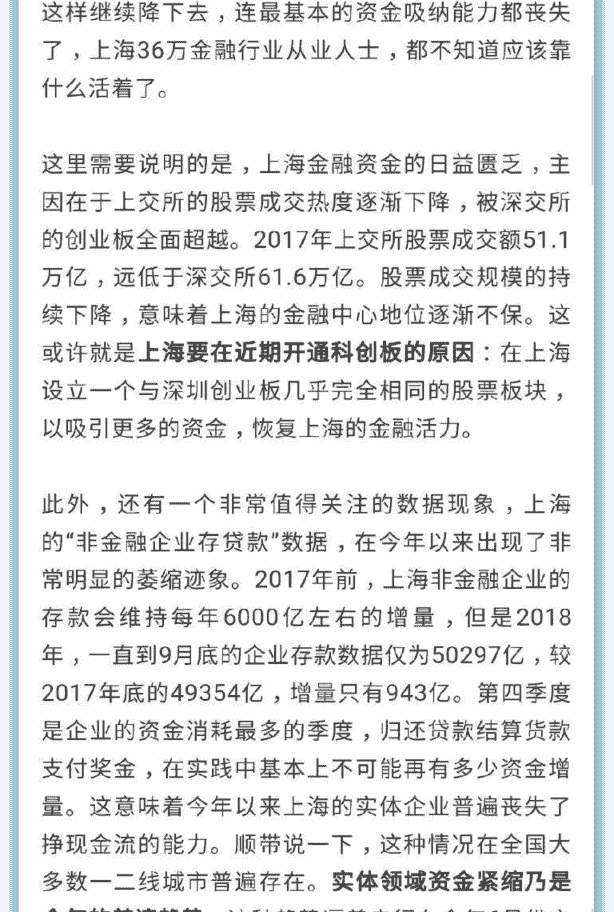 这样继续降下去，连最基本的资金吸纳能力都丧失
了，上海36万金融行业从业人士，都不知道应该靠
什么活着了。
这里需要说明的是，上海金融资金的日益匮乏，主
因在于上交所的股票成交热度逐渐下降，被深交所
的创业板全面超越。2017年上交所股票成交额51.1
万亿，远低于深交所61.6万亿。股票成交规模的持
续下降，意味着上海的金融中心地位逐渐不保。这
或许就是上海要在近期开通科创板的原因：在上海
设立一个与深圳创业板几乎完全相同的股票板块，
以吸引更多的资金，恢复上海的金融活力。
此外，还有一个非常值得关注的数据现象，上海
的“非金融企业存贷款”数据，在今年以来出现了非
常明显的萎缩迹象。2017年前，上海非金融企业的
存款会维持每年6000亿左右的增量，但是2018
年，一直到9月底的企业存款数据仅为50297亿，较
2017年底的49354亿，增量只有943亿。第四季度
是企业的资金消耗最多的季度，归还贷款结算货款
支付奖金，在实践中基本上不可能再有多少资金增
量。这意味着今年以来上海的实体企业普遍丧失了
挣现金流的能力。顺带说一下，这种情况在全国大
多数一二线城市普遍存在。实体领域资金紧缩乃是